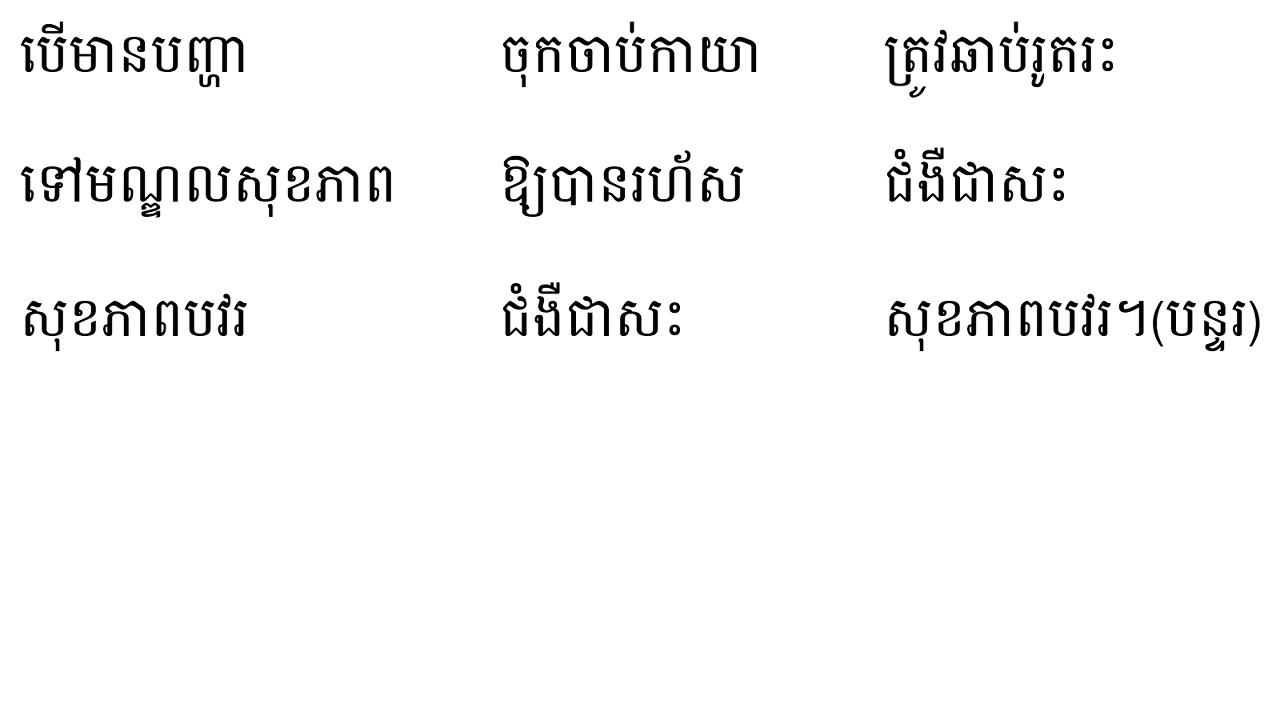 បើមានបញ្ហា ចុកចាប់កាយា ត្រូវឆាប់រូតរះ
ទៅមណ្ឌលសុខភាព ឱ្យបានរហ័ស ជំងឺជាសះ
សុខភាពបវរ ជំងឺជាសះ សុខភាពបវរ។(បន្ទរ)